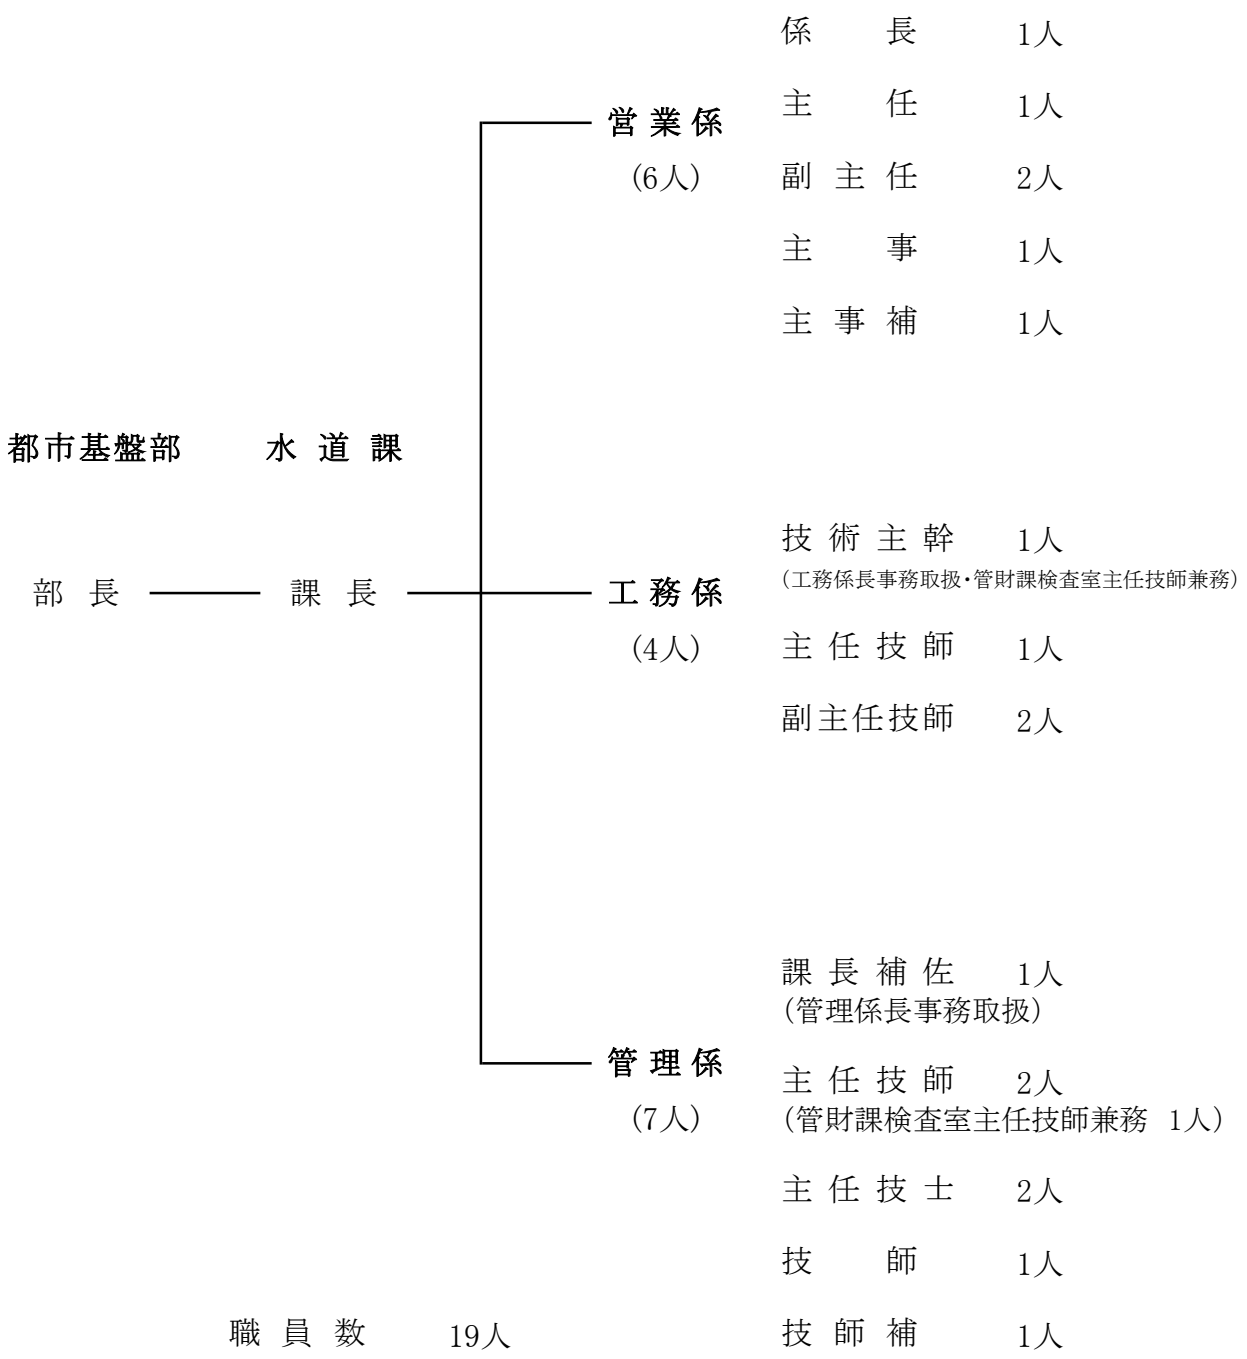 係長 1人
主任 1人
営業係
(6人) 副主任 2人
主事 1人
主事補 1人
都市基盤部 水道課
技術主幹 1人
(工務係長事務取扱・管財課検査室主任技師兼務)
部長 課長 工務係
(4人) 主任技師 1人
副主任技師 2人
課長補佐 1人
(管理係長事務取扱)
管理係
主任技師 2人
(7人) (管財課検査室主任技師兼務 1人)
主任技士 2人
技師 1人
職員数 19人 技師補 1人